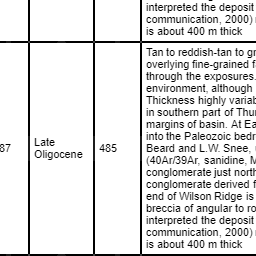 interpreted the deposit
communication, 2000)
is about 400 m thick
Tan to reddish-tan to gr
overlying fine-grained f
through the exposures.
environment, although
Thickness highly variab
in southern part of Thu
margins of basin. At Ea
into the Paleozoic bedr
87
Late
Oligocene
485
Beard and L.W. Snee,
(40Ar/39Ar, sanidine, M
conglomerate just nort
conglomerate derived f
end of Wilson Ridge is
breccia of angular to ro
interpreted the deposit
communication, 2000)
is about 400 m thick